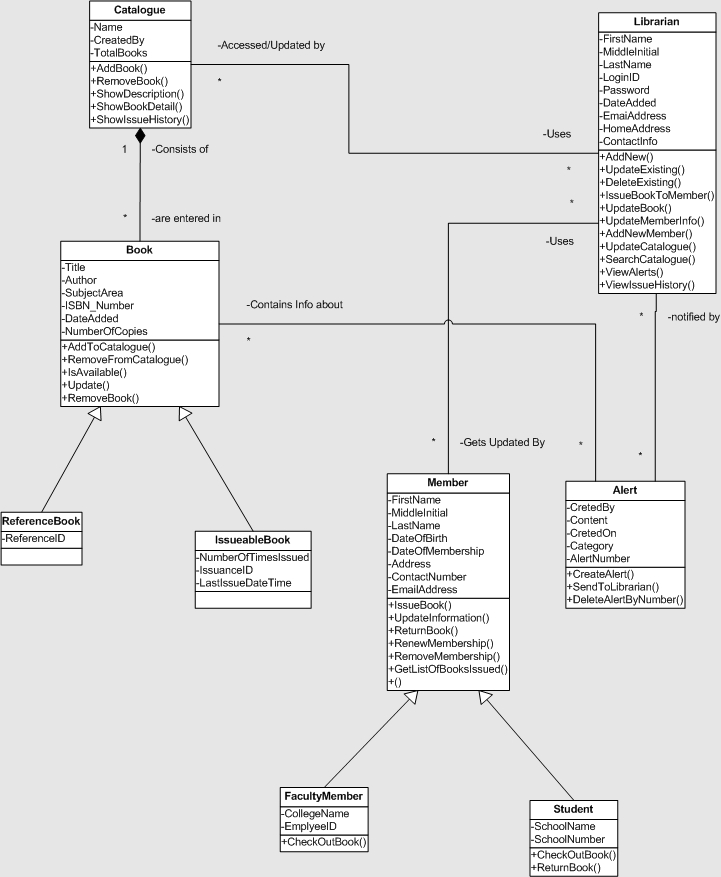 Catalogue
-Name
-CreatedBy
-TotalBooks
+AddBook()
+RemoveBook()
+ShowDescription()
+ShowBookDetail()
+ShowIssueHistory()
Librarian
-FirstName
-MiddleInitial
-LastName
-LoginID
-Password
-DateAdded
-EmaiAddress
-HomeAddress
-ContactInfo
+AddNew()
+UpdateExisting()
+DeleteExisting()
+IssueBookToMember()
+UpdateBook()
+UpdateMemberInfo()
+AddNewMember()
+UpdateCatalogue()
+SearchCatalogue()
+ViewAlerts()
+ViewIssueHistory()
-Accessed/Updated by
*
-Uses
*
1
-Consists of
*
-are entered in
*
-Uses
Book
-Title
-Author
-SubjectArea
-ISBN_Number
-DateAdded
-NumberOfCopies
+AddToCatalogue()
+RemoveFromCatalogue()
+IsAvailable()
+Update()
+RemoveBook()
-Contains Info about
*
*
-notified by
*
-Gets Updated By
*
*
ReferenceBook
-ReferenceID
IssueableBook
-NumberOfTimesIssued
-IssuanceID
-LastIssueDateTime
Member
-FirstName
-MiddleInitial
-LastName
-DateOfBirth
-DateOfMembership
-Address
-ContactNumber
-EmailAddress
+IssueBook()
+UpdateInformation()
+ReturnBook()
+RenewMembership()
+RemoveMembership()
+GetListOfBooksIssued()
+()
Alert
-CretedBy
-Content
-CretedOn
-Category
-AlertNumber
+CreateAlert()
+SendToLibrarian()
+DeleteAlertByNumber()
FacultyMember
-CollegeName
-EmplyeeID
+CheckOutBook()
Student
-SchoolName
-SchoolNumber
+CheckOutBook()
+ReturnBook()